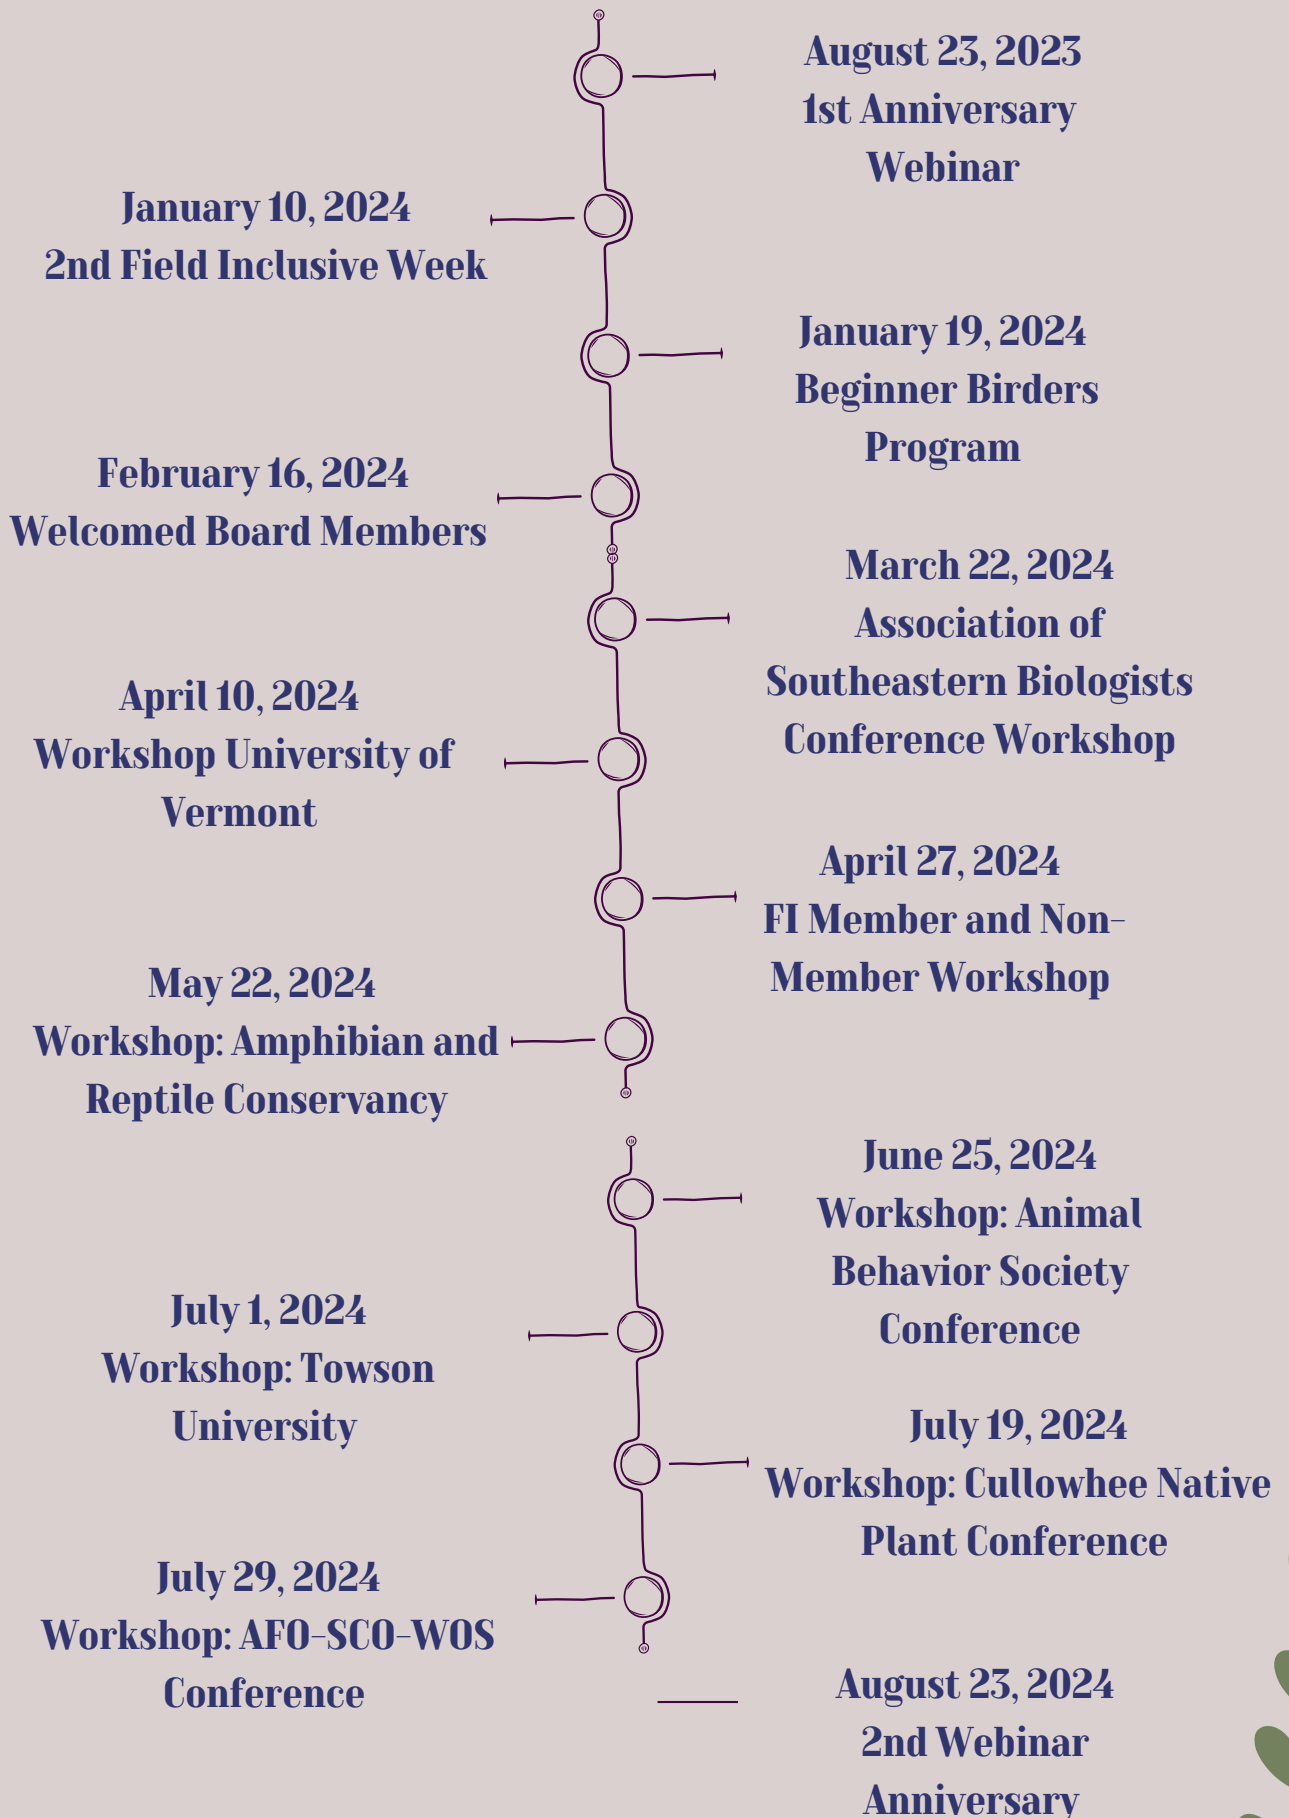 August 23, 2023
1st Anniversary
Webinar
January 10, 2024
2nd Field Inclusive Week
January 19, 2024
Beginner Birders
Program
February 16, 2024
Welcomed Board Members
March 22, 2024
Association of
Southeastern Biologists
Conference Workshop
April 10, 2024
Workshop University of
Vermont
April 27, 2024
FI Member and Non-
Member Workshop
May 22, 2024
Workshop: Amphibian and
Reptile Conservancy
June 25, 2024
Workshop: Animal
Behavior Society
Conference
July 1, 2024
Workshop: Towson
University
July 19, 2024
Workshop: Cullowhee Native
Plant Conference
July 29, 2024
Workshop: AFO-SCO-WOS
Conference
August 23, 2024
2nd Webinar
Anniversary